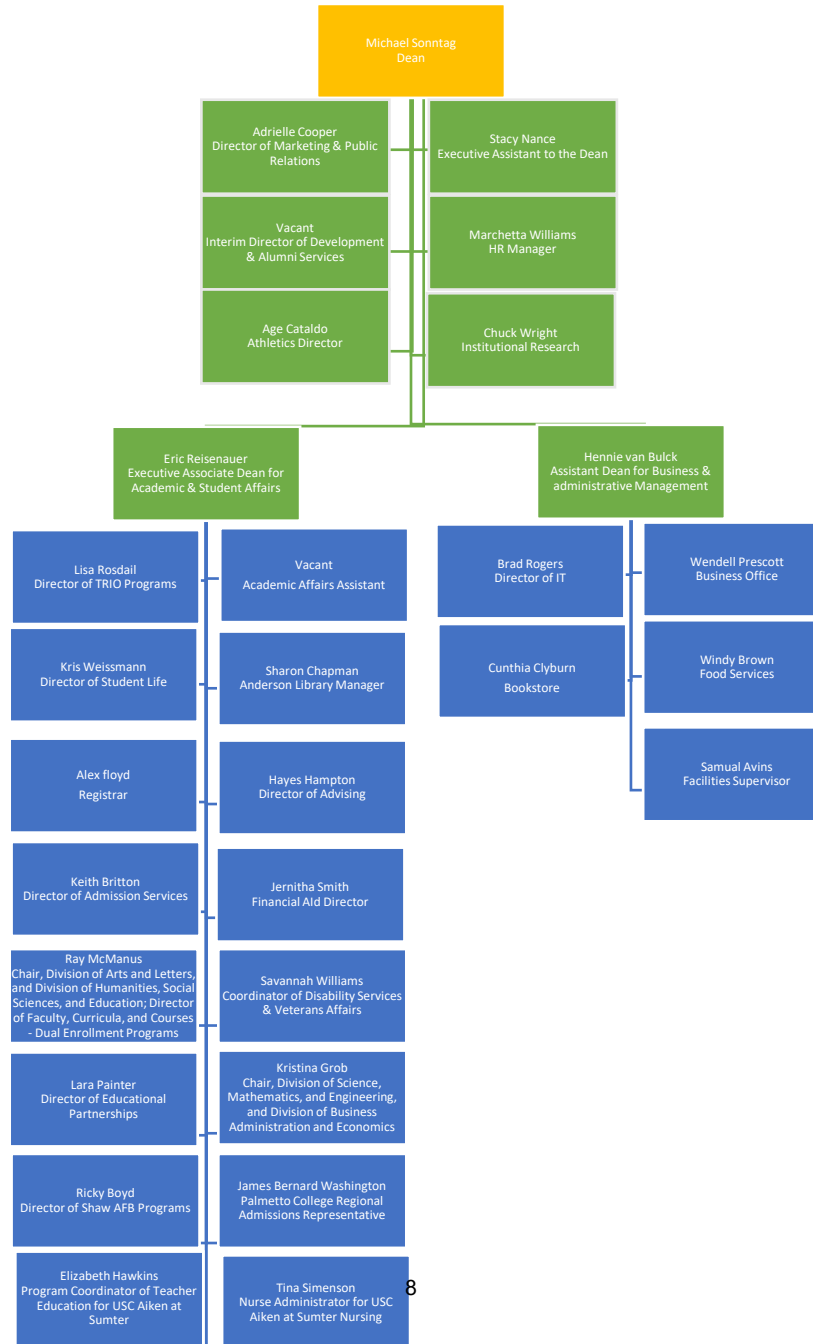 Michael Sonntag
Dean
Adrielle Cooper
Director of Marketing & Public
Relations
Stacy Nance
Executive Assistant to the Dean
Vacant
Interim Director of Development
& Alumni Services
Marchetta Williams
HR Manager
Age Cataldo
Athletics Director
Chuck Wright
Institutional Research
Eric Reisenauer
Executive Associate Dean for
Academic & Student Affairs
Hennie van Bulck
Assistant Dean for Business &
administrative Management
Lisa Rosdail
Director of TRIO Programs
Vacant
Academic Affairs Assistant
Brad Rogers
Director of IT
Wendell Prescott
Business Office
Kris Weissmann
Director of Student Life
Sharon Chapman
Anderson Library Manager
Cunthia Clyburn
Bookstore
Windy Brown
Food Services
Alex floyd
Registrar
Hayes Hampton
Director of Advising
Samual Avins
Facilities Supervisor
Keith Britton
Director of Admission Services
Jernitha Smith
Financial AId Director
Ray McManus
Chair, Division of Arts and Letters,
and Division of Humanities, Social
Sciences, and Education; Director
of Faculty, Curricula, and Courses
- Dual Enrollment Programs
Savannah Williams
Coordinator of Disability Services
& Veterans Affairs
Lara Painter
Director of Educational
Partnerships
Kristina Grob
Chair, Division of Science,
Mathematics, and Engineering,
and Division of Business
Administration and Economics
Ricky Boyd
Director of Shaw AFB Programs
James Bernard Washington
Palmetto College Regional
Admissions Representative
Elizabeth Hawkins
Program Coordinator of Teacher
Education for USC Aiken at
Sumter
Tina Simenson
Nurse Administrator for USC
Aiken at Sumter Nursing
8